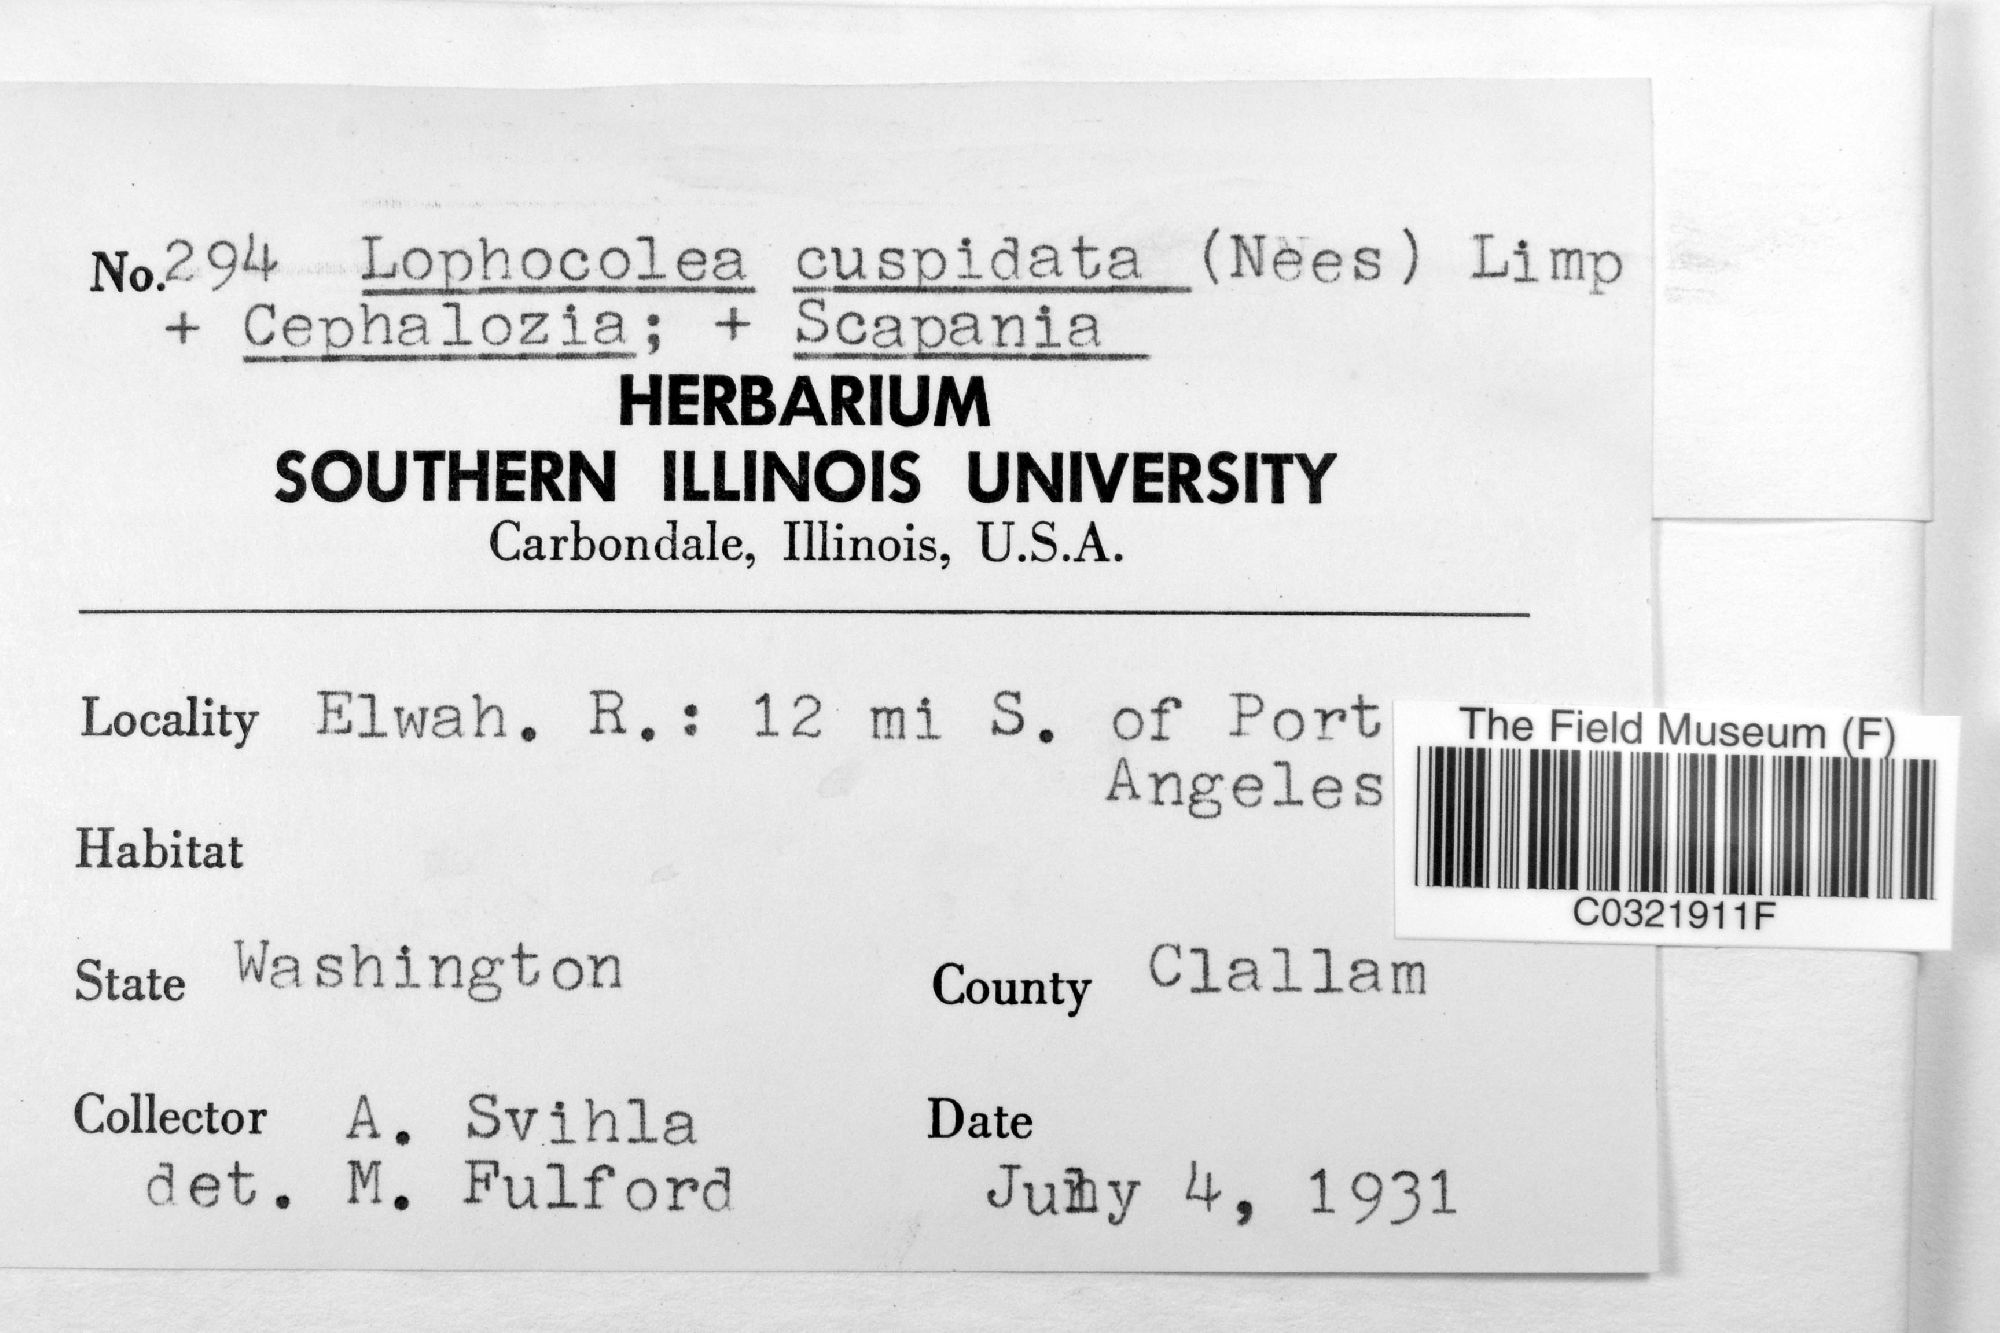 No. 294 Lophocolea cuspidata (Nees) Limp
+ Cephalozia; + Scapania
HERBARIUM
SOUTHERN ILLINOIS UNIVERSITY
Carbondale, Illinois, U.S.A.
Locality Elwah. R.: 12 mi S. of Port
Angeles
The Field Museum (F)
C0321911F
Habitat
State Washington County Clallam
Collector A. Svihla Date
det. M. Fulford July 4, 1931